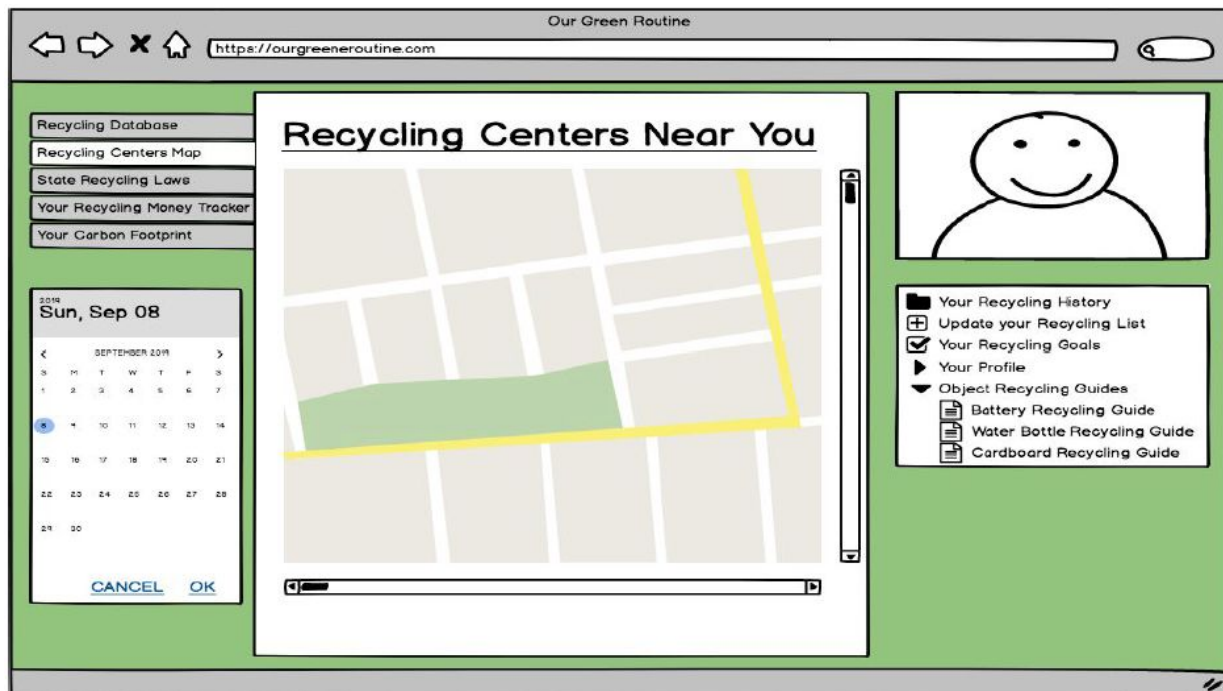 Our Green Routine
https://ourgreeneroutine.com
Recycling Database
Recycling Centers Map
State Recycling Laws
Your Recycling Money Tracker
Your Carbon Footprint
2019
Sun, Sep 08
SEPTEMBER 2019
S M T W T F S
1 2 3 4 5 6 7
8 9 10 11 12 13 14
15 16 17 18 19 20 21
22 23 24 25 26 27 28
29 30
CANCEL OK
Recycling Centers Near You
Your Recycling History
Update your Recycling List
Your Recycling Goals
Your Profile
Object Recycling Guides
Battery Recycling Guide
Water Bottle Recycling Guide
Cardboard Recycling Guide